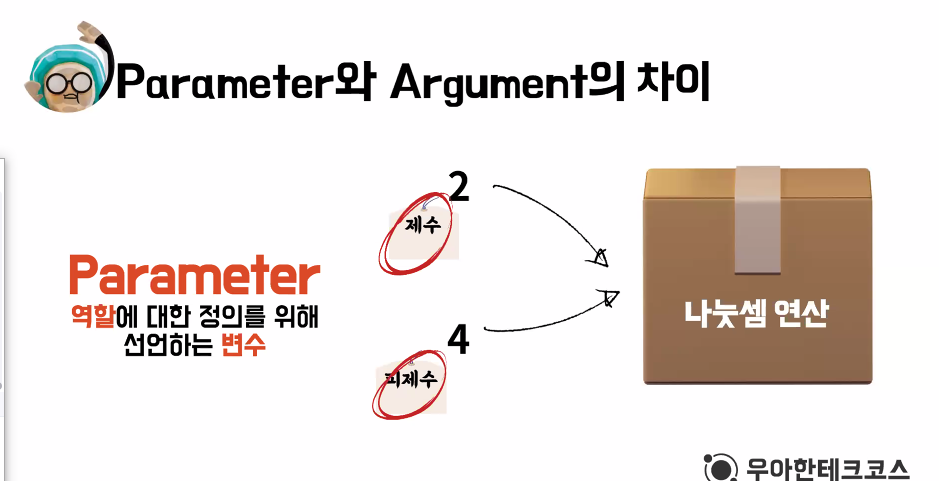 Parameter와 Argument의 차이
2
제수
Parameter
역할에 대한 정의를 위해
선언하는 변수
4
피제수
나눗셈 연산
우아한테크코스